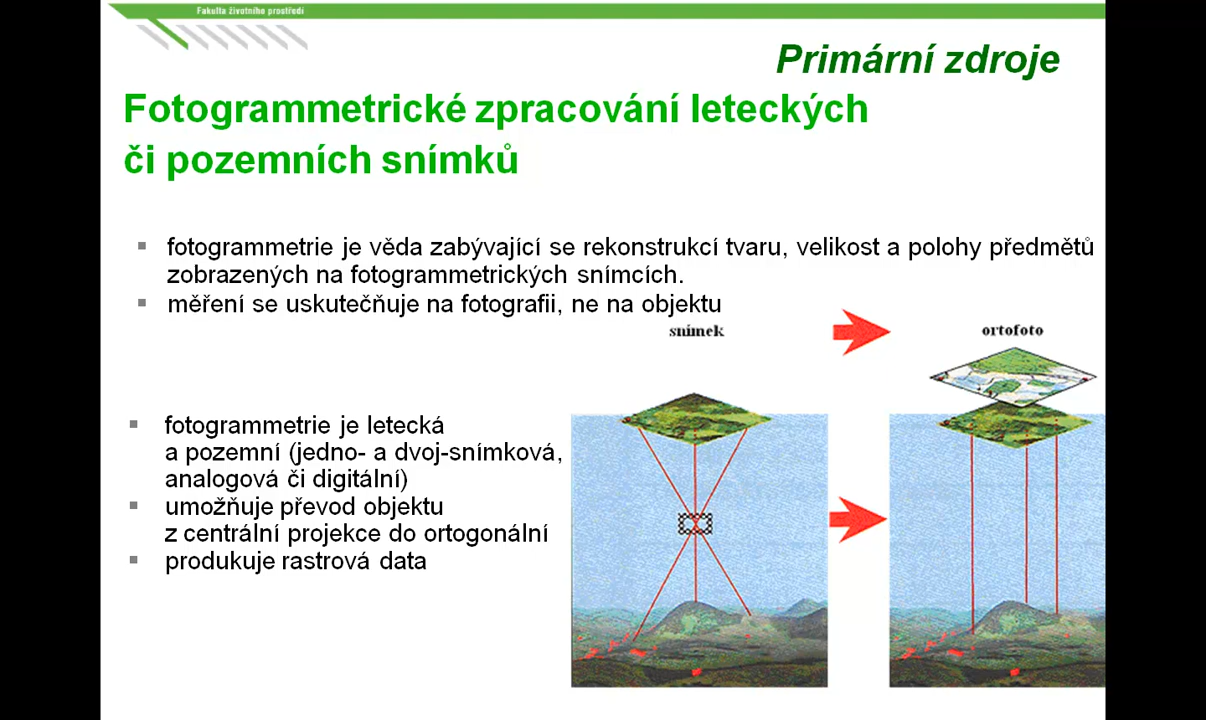 Fakulta životního prostředí
Primární zdroje
Fotogrammetrické zpracování leteckých
či pozemních snímků
fotogrammetrie je věda zabývající se rekonstrukcí tvaru, velikost a polohy předmětů
zobrazených na fotogrammetrických snímcích.
měření se uskutečňuje na fotografii, ne na objektu
snímek
ortofoto
fotogrammetrie je letecká
a pozemní (jedno- a dvoj-snímková,
analogová či digitální)
umožňuje převod objektu
z centrální projekce do ortogonální
produkuje rastrová data